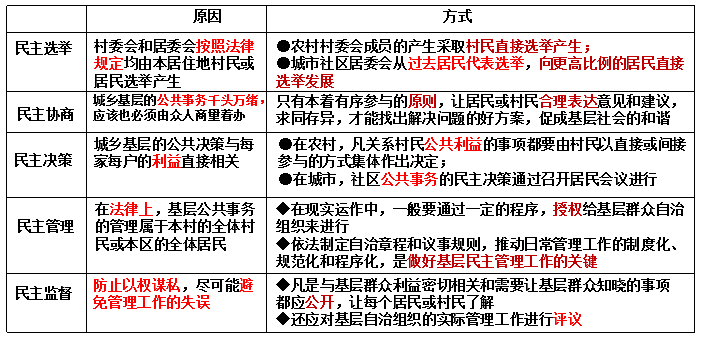 原因
方式
民主选举
村委会和居委会按照法律
规定均由本居住地村民或
居民选举产生
●农村村委会成员的产生采取村民直接选举产生；
●城市社区居委会从过去居民代表选举，向更高比例的居民直接
选举发展
民主协商
城乡基层的公共事务千头万绪，
应该也必须由众人商量着办
只有本着有序参与的原则，让居民或村民合理表达意见和建议，
求同存异，才能找出解决问题的好方案，促成基层社会的和谐
民主决策
城乡基层的公共决策与每
家每户的利益直接相关
●在农村，凡关系村民公共利益的事项都要由村民以直接或间接
参与的方式集体作出决定；
●在城市，社区公共事务的民主决策通过召开居民会议进行
民主管理
在法律上，基层公共事务
的管理属于本村的全体村
民或本区的全体居民
◆在现实运作中，一般要通过一定的程序，授权给基层群众自治
组织来进行
◆依法制定自治章程和议事规则，推动日常管理工作的制度化、
规范化和程序化，是做好基层民主管理工作的关键
民主监督
防止以权谋私，尽可能避
免管理工作的失误
◆凡是与基层群众利益密切相关和需要让基层群众知晓的事项
都应公开，让每个居民或村民了解
◆还应对基层自治组织的实际管理工作进行评议